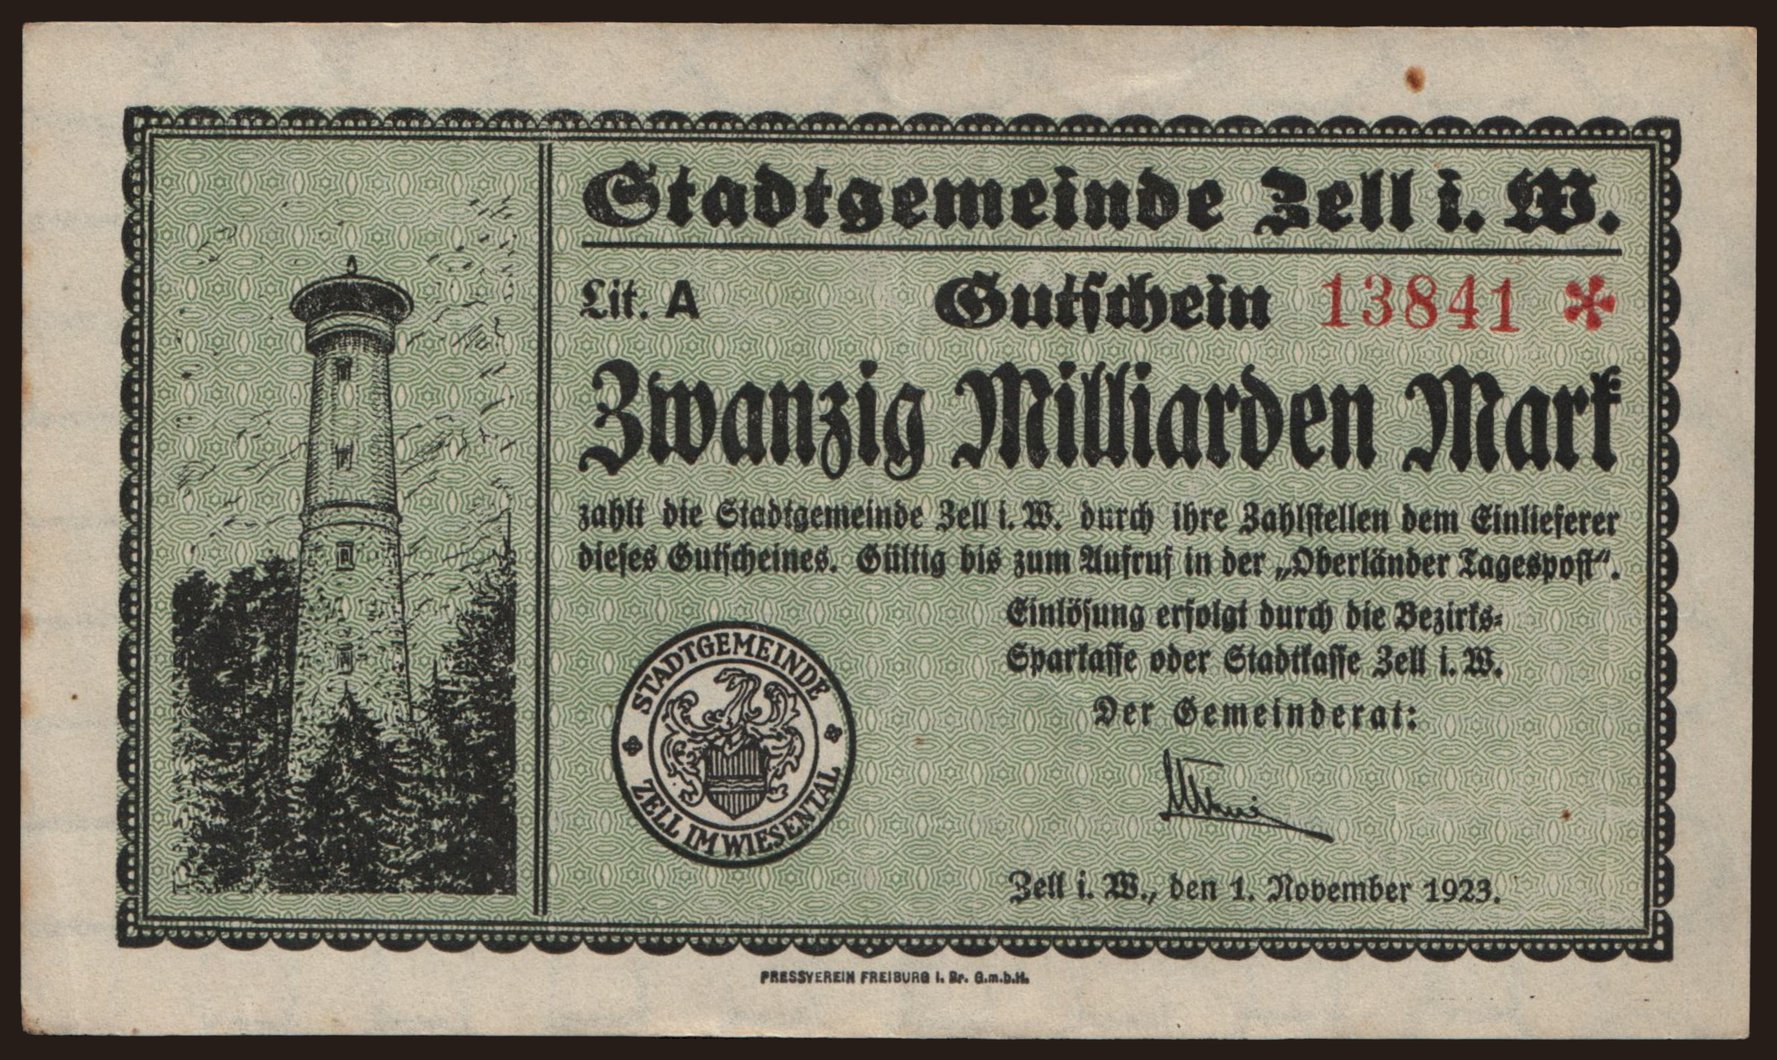 Stadtgemeinde Zell i. W.
Lit. A Gutschein 13841 *
Zwanzig Milliarden Mark
zahlt die Stadtgemeinde Zell i. W. durch ihre Zahlstellen dem Einlieferer
dieses Gutscheines. Gültig bis zum Aufruf in der „Oberländer Tagespost“.
Einlösung erfolgt durch die Bezirks-
Sparkasse oder Stadtkasse Zell i. W.
Der Gemeinderat:
STADTGEMEINDE
ZELL IM WIESENTAL
Zell i. W., den 1. November 1923.
PRESSVEREIN FREIBURG i. Br. G.m.b.H.